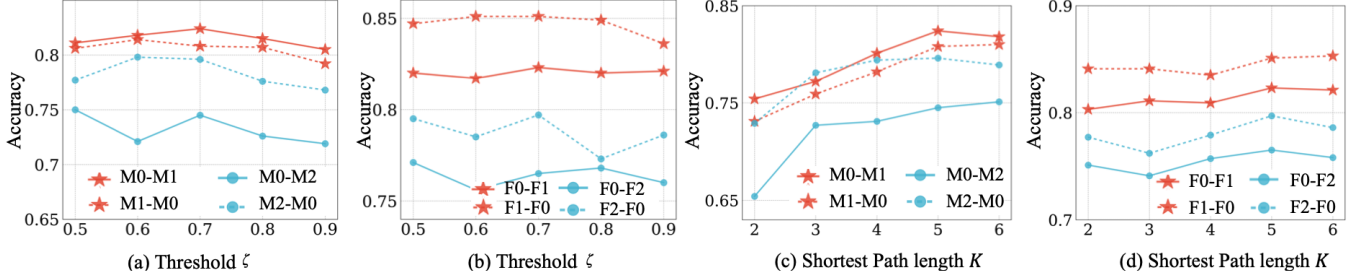 Accuracy
0.8
0.75
0.7
0.65
0.5 0.6 0.7 0.8 0.9
M0-M1 M0-M2
M1-M0 M2-M0
(a) Threshold ζ
Accuracy
0.85
0.8
0.75
0.5 0.6 0.7 0.8 0.9
F0-F1 F0-F2
F1-F0 F2-F0
(b) Threshold ζ
Accuracy
0.85
0.75
0.65
2 3 4 5 6
M0-M1 M0-M2
M1-M0 M2-M0
(c) Shortest Path length K
Accuracy
0.9
0.8
0.7
2 3 4 5 6
F0-F1 F0-F2
F1-F0 F2-F0
(d) Shortest Path length K